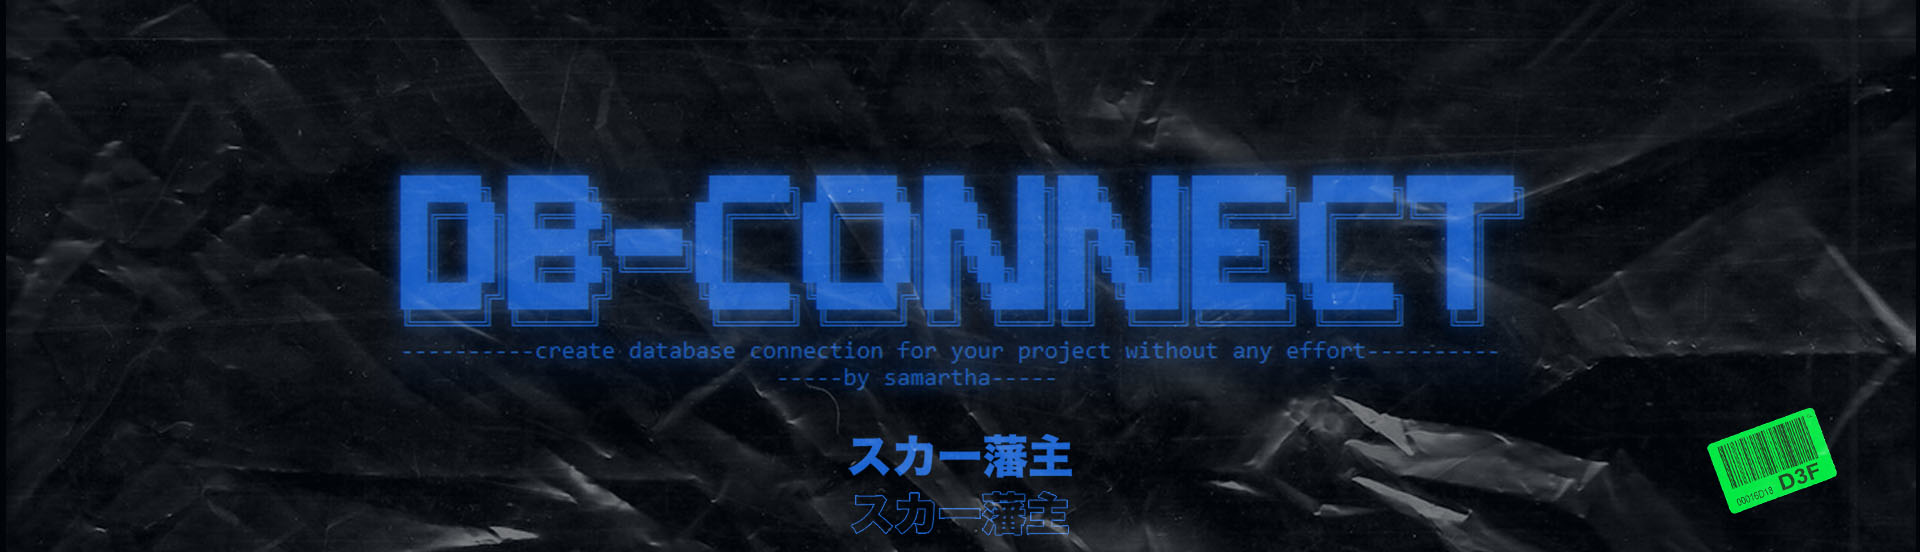 DB-CONNECT
----------create database connection for your project without any effort----------
-----by samartha-----
スカー藩主
スカー藩主
D3F
00016D18